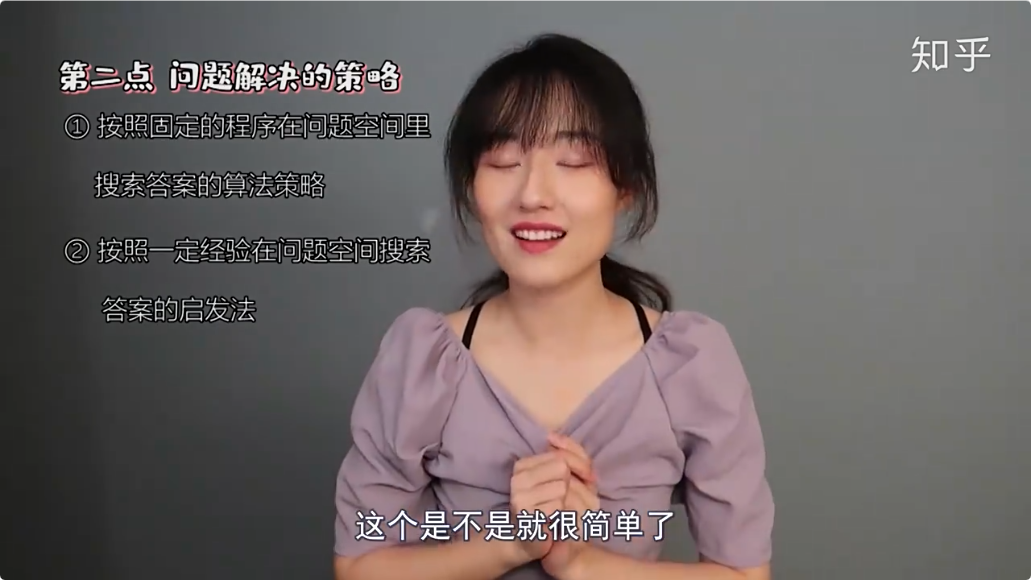 知乎
第二点 问题解决的策略
① 按照固定的程序在问题空间里
搜索答案的算法策略
② 按照一定经验在问题空间搜索
答案的启发法
这个是不是就很简单了